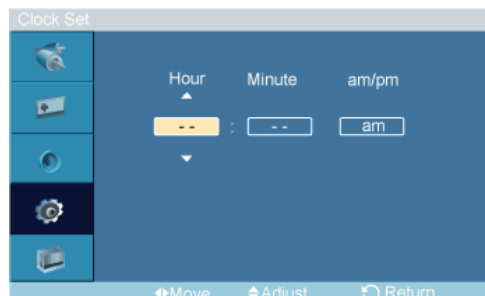 Clock Set
Hour Minute am/pm
- - : - - am
Move Adjust Return